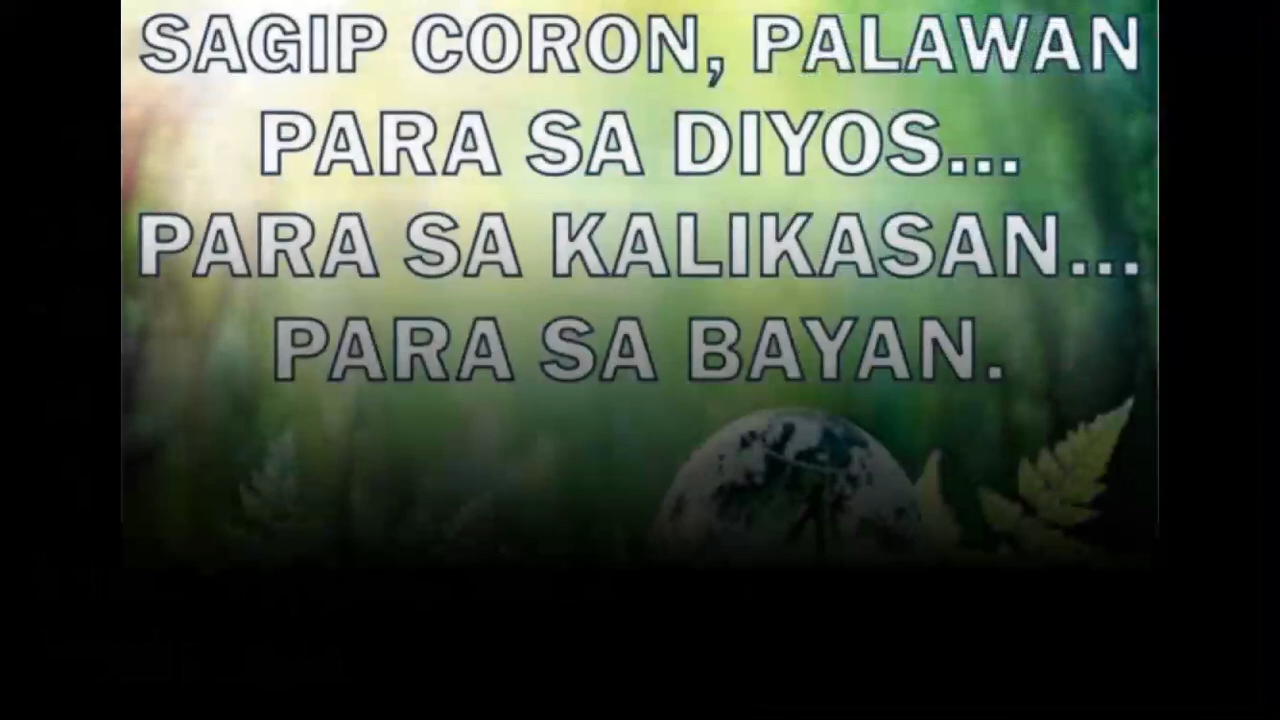 SAGIP CORON, PALAWAN
PARA SA DIYOS...
PARA SA KALIKASAN...
PARA SA BAYAN.